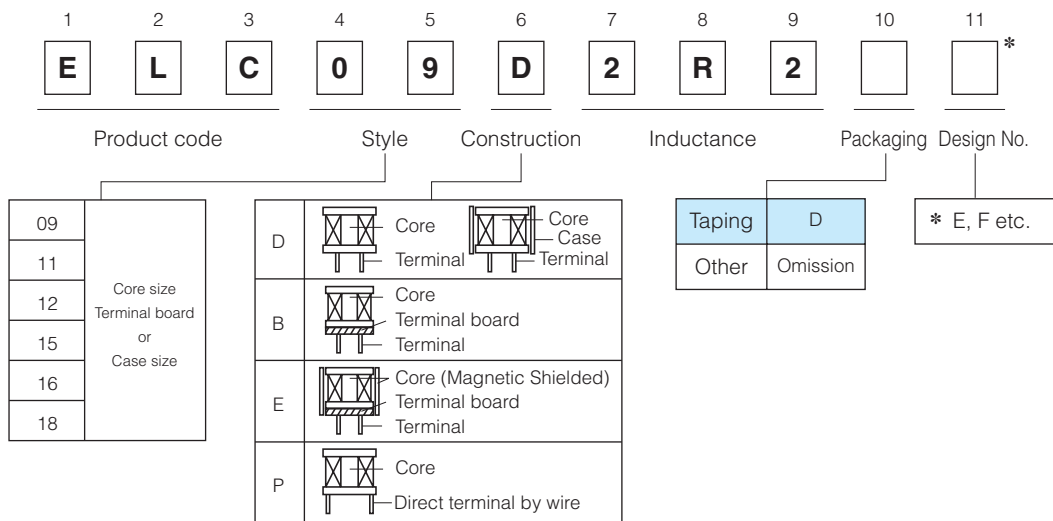 1 2 3 4 5 6 7 8 9 10 11
E L C 0 9 D 2 R 2 *
Product code Style Construction Inductance Packaging Design No.
09
11
12
15
16
18
Core size
Terminal board
or
Case size
D
Core
Terminal
Core
Case
Terminal
B
Core
Terminal board
Terminal
E
Core (Magnetic Shielded)
Terminal board
Terminal
P
Core
Direct terminal by wire
Taping D
Other Omission
* E, F etc.